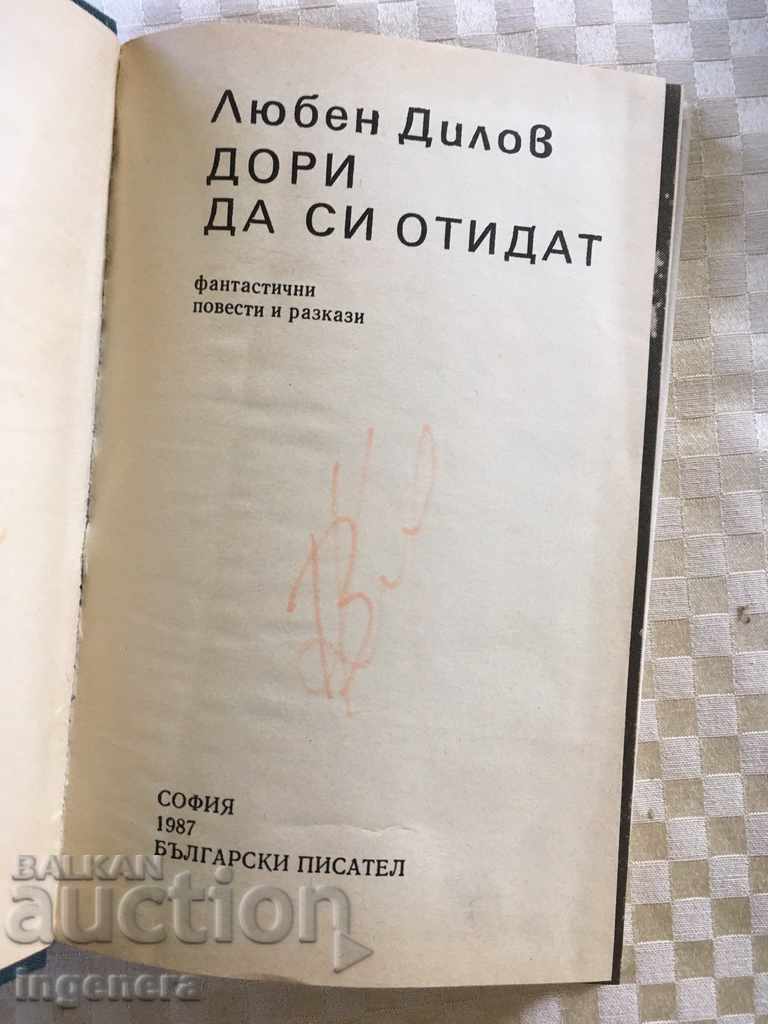 Любен Дилов
ДОРИ
ДА СИ ОТИДАТ
фантастични
повести и разкази
СОФИЯ
1987
БЪЛГАРСКИ ПИСАТЕЛ
BALKAN
auction
ingenera